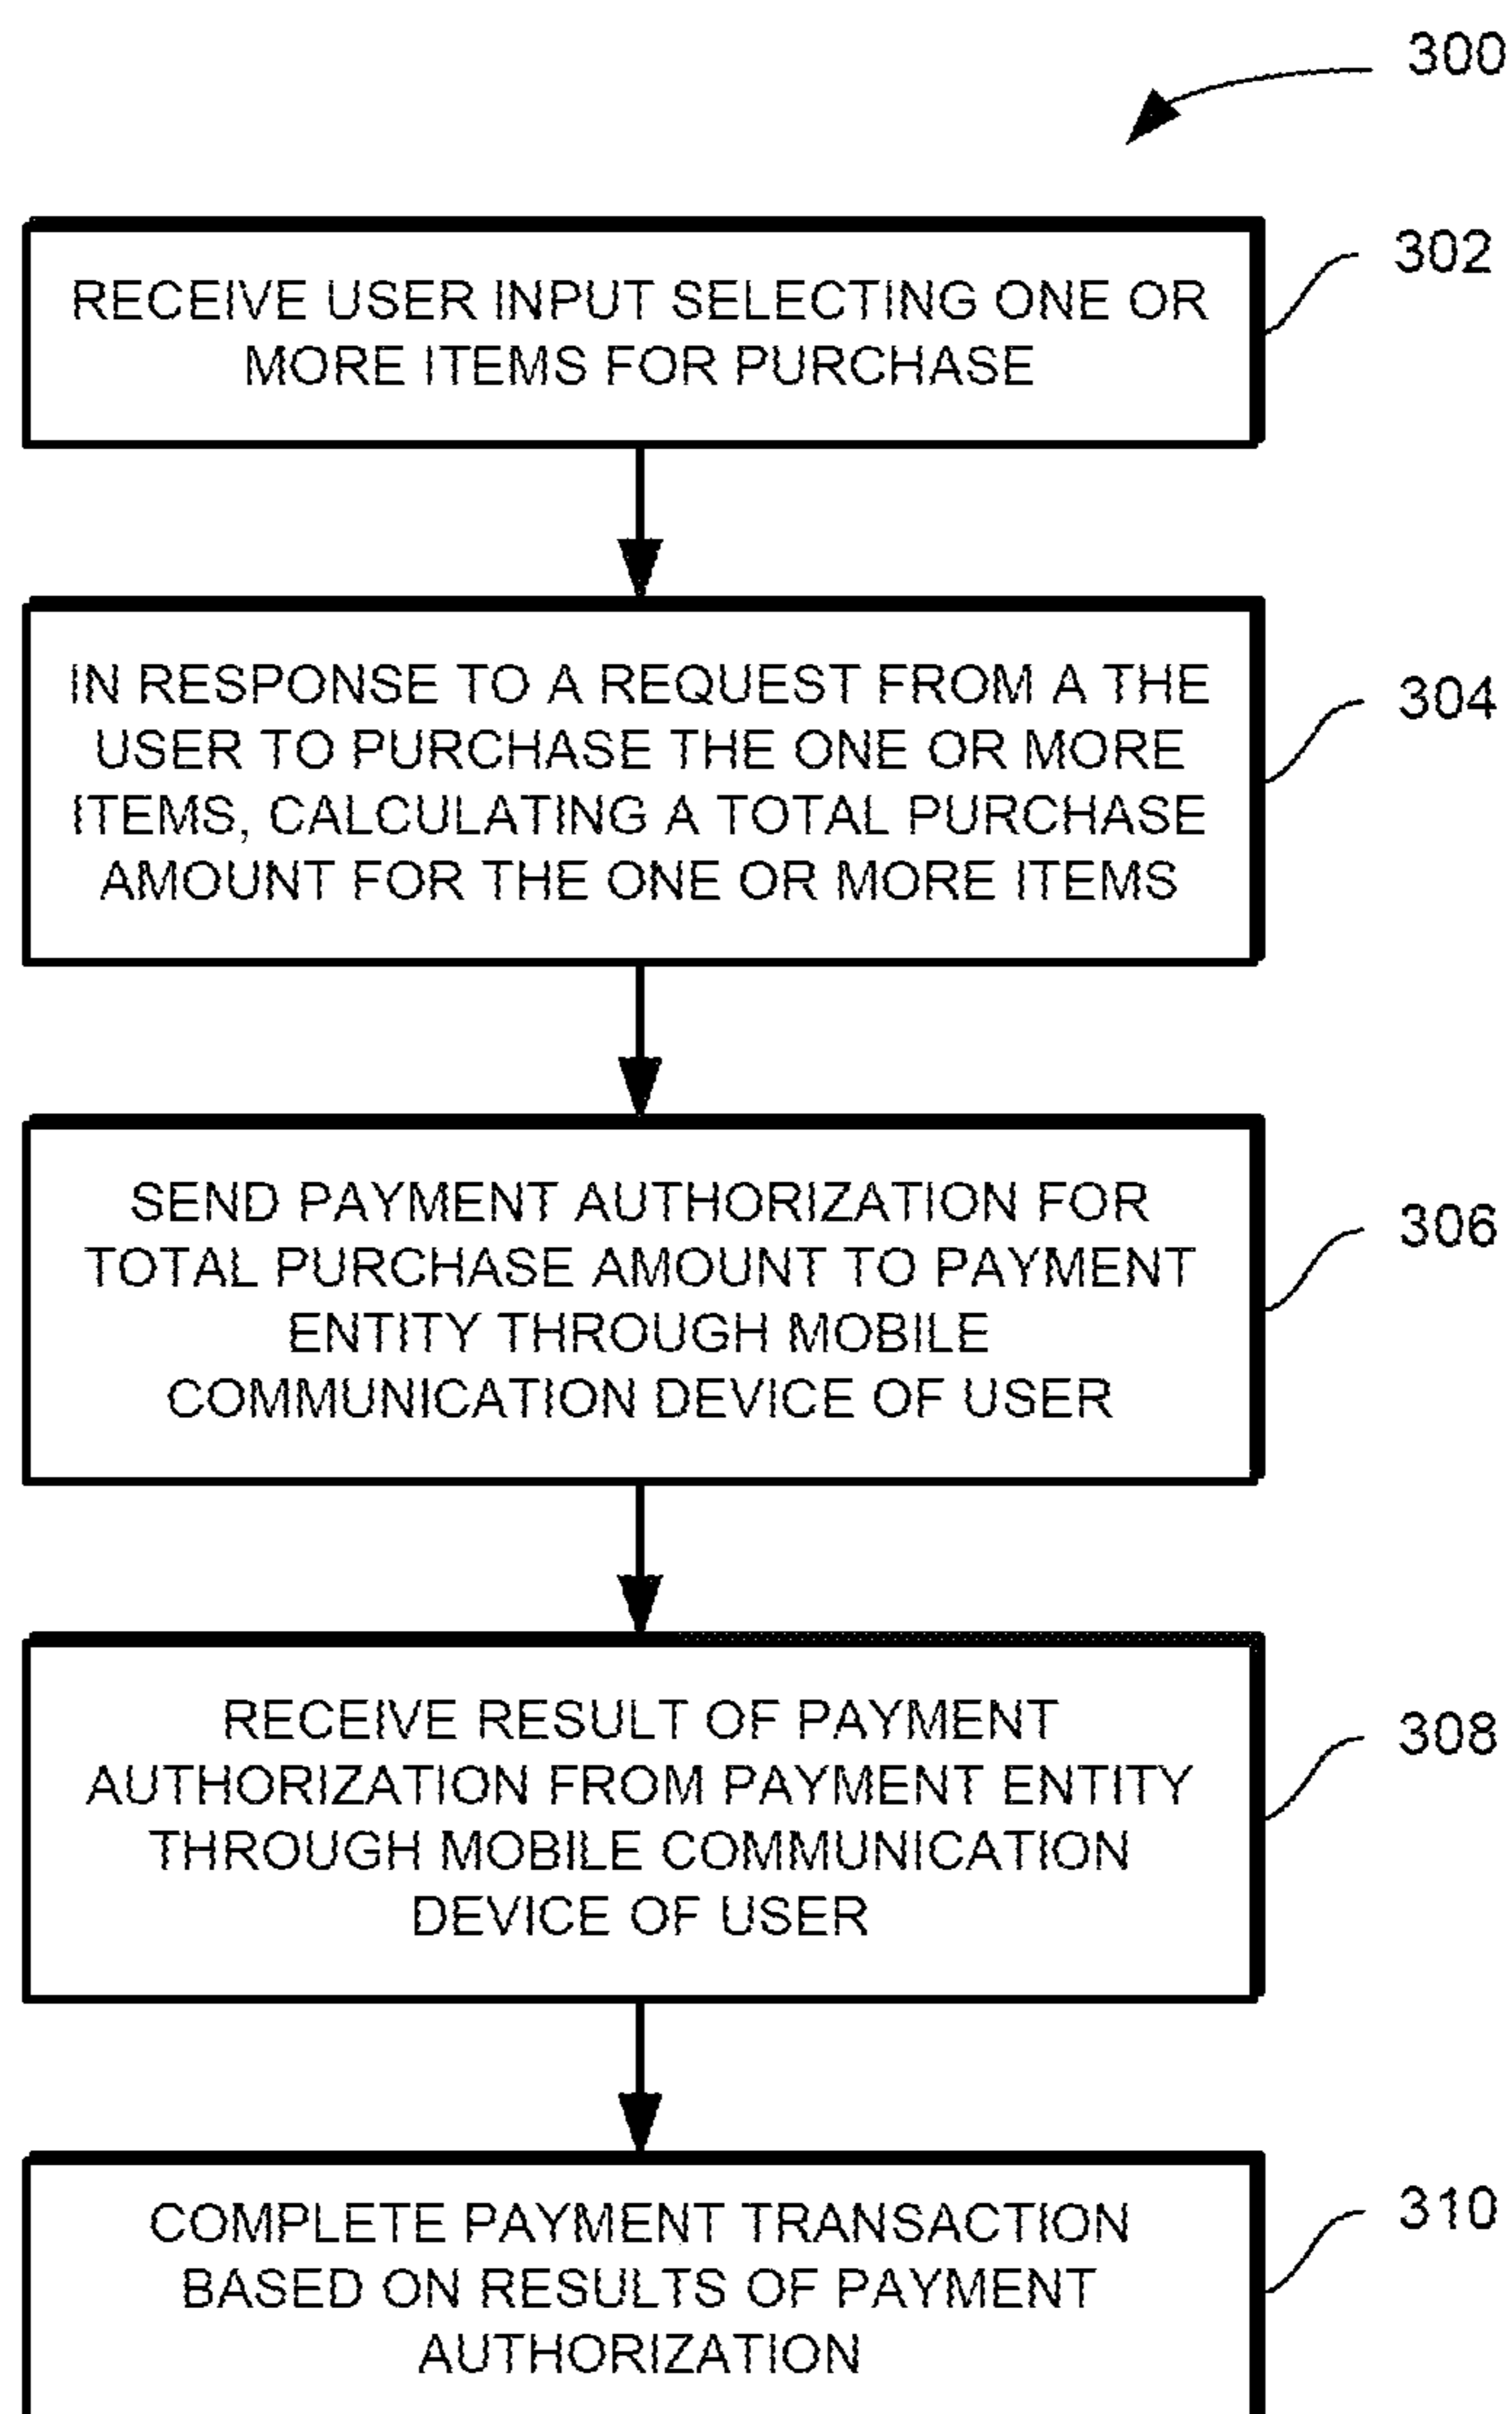 300
RECEIVE USER INPUT SELECTING ONE OR
MORE ITEMS FOR PURCHASE
302
IN RESPONSE TO A REQUEST FROM A THE
USER TO PURCHASE THE ONE OR MORE
ITEMS, CALCULATING A TOTAL PURCHASE
AMOUNT FOR THE ONE OR MORE ITEMS
304
SEND PAYMENT AUTHORIZATION FOR
TOTAL PURCHASE AMOUNT TO PAYMENT
ENTITY THROUGH MOBILE
COMMUNICATION DEVICE OF USER
306
RECEIVE RESULT OF PAYMENT
AUTHORIZATION FROM PAYMENT ENTITY
THROUGH MOBILE COMMUNICATION
DEVICE OF USER
308
COMPLETE PAYMENT TRANSACTION
BASED ON RESULTS OF PAYMENT
AUTHORIZATION
310